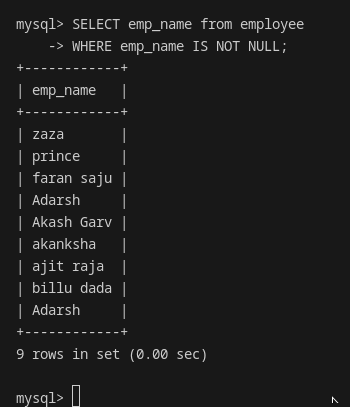 mysql> SELECT emp_name from employee
    -> WHERE emp_name IS NOT NULL;
+------------+
| emp_name   |
+------------+
| zaza       |
| prince     |
| faran saju |
| Adarsh     |
| Akash Garv |
| akanksha   |
| ajit raja  |
| billu dada |
| Adarsh     |
+------------+
9 rows in set (0.00 sec)

mysql>